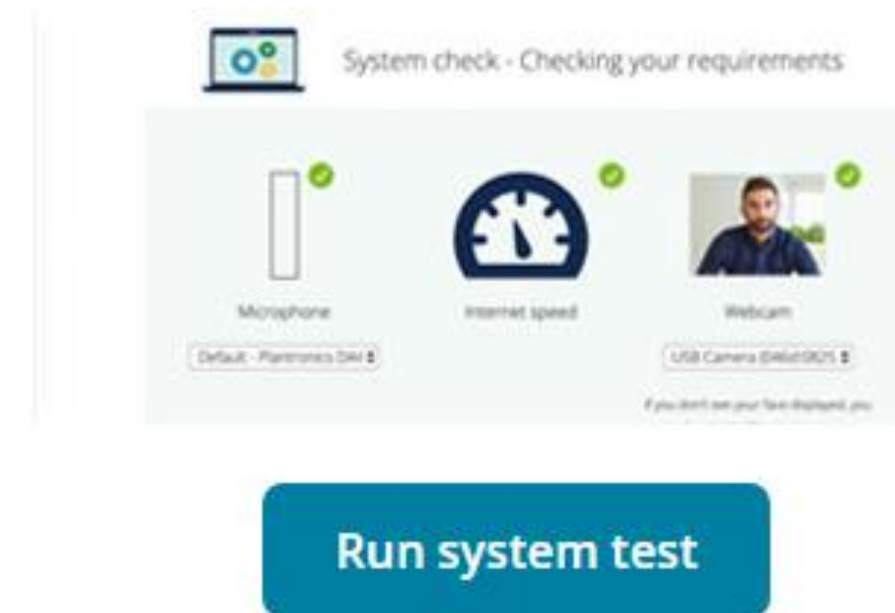 System check - Checking your requirements
Microphone
Internet speed
Webcam
Default - Plantronics
USB Camera
If you don't see your face displayed, you
Run system test